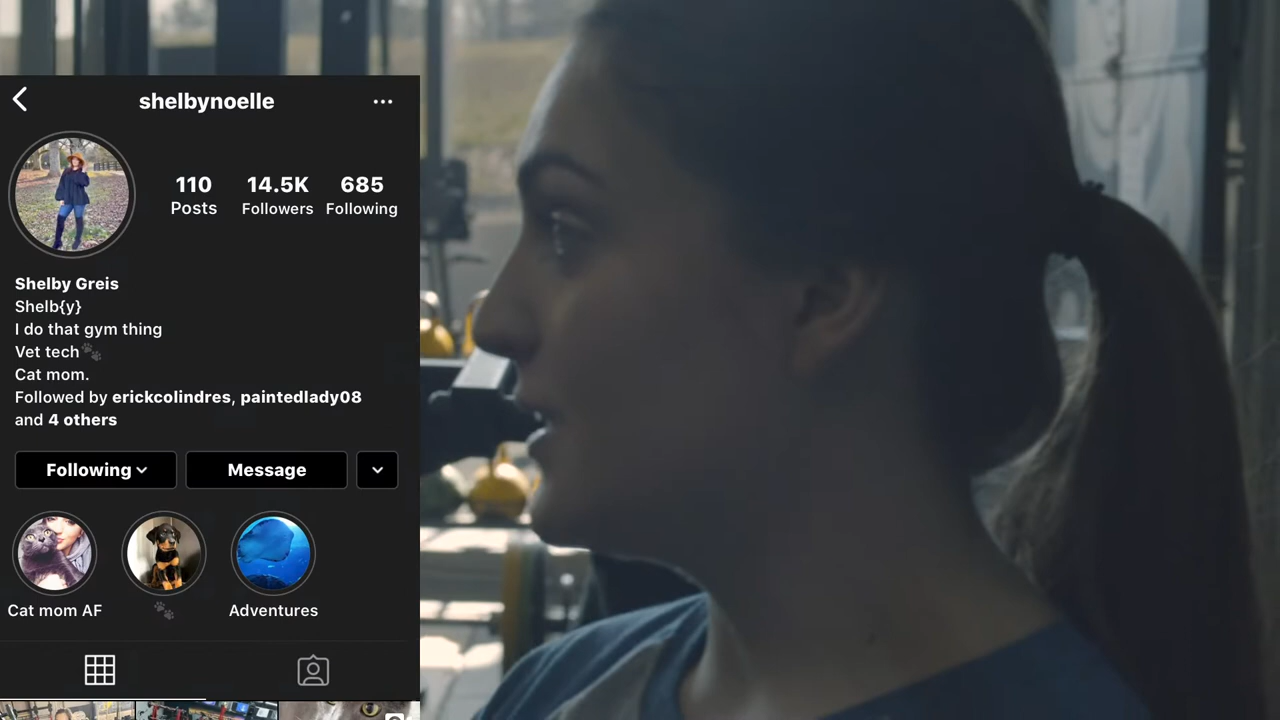 shelbynoelle
110 14.5K 685
Posts Followers Following
Shelby Greis
Shelb{y}
I do that gym thing
Vet tech🐾
Cat mom.
Followed by erickcolindres, paintedlady08
and 4 others
Following Message
Cat mom AF 🐾 Adventures